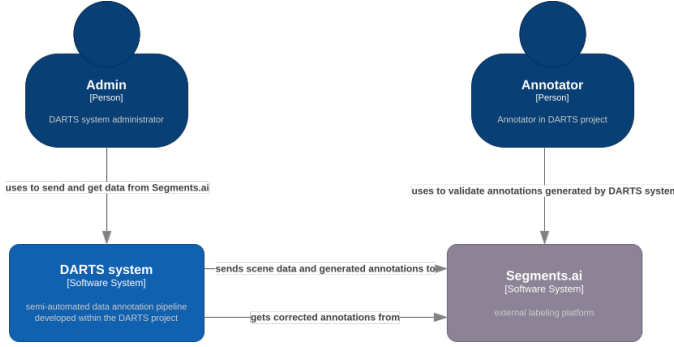 Admin
[Person]
DARTS system administrator
Annotator
[Person]
Annotator in DARTS project
uses to send and get data from Segments.ai
uses to validate annotations generated by DARTS system
DARTS system
[Software System]
semi-automated data annotation pipeline
developed within the DARTS project
sends scene data and generated annotations to
gets corrected annotations from
Segments.ai
[Software System]
external labeling platform